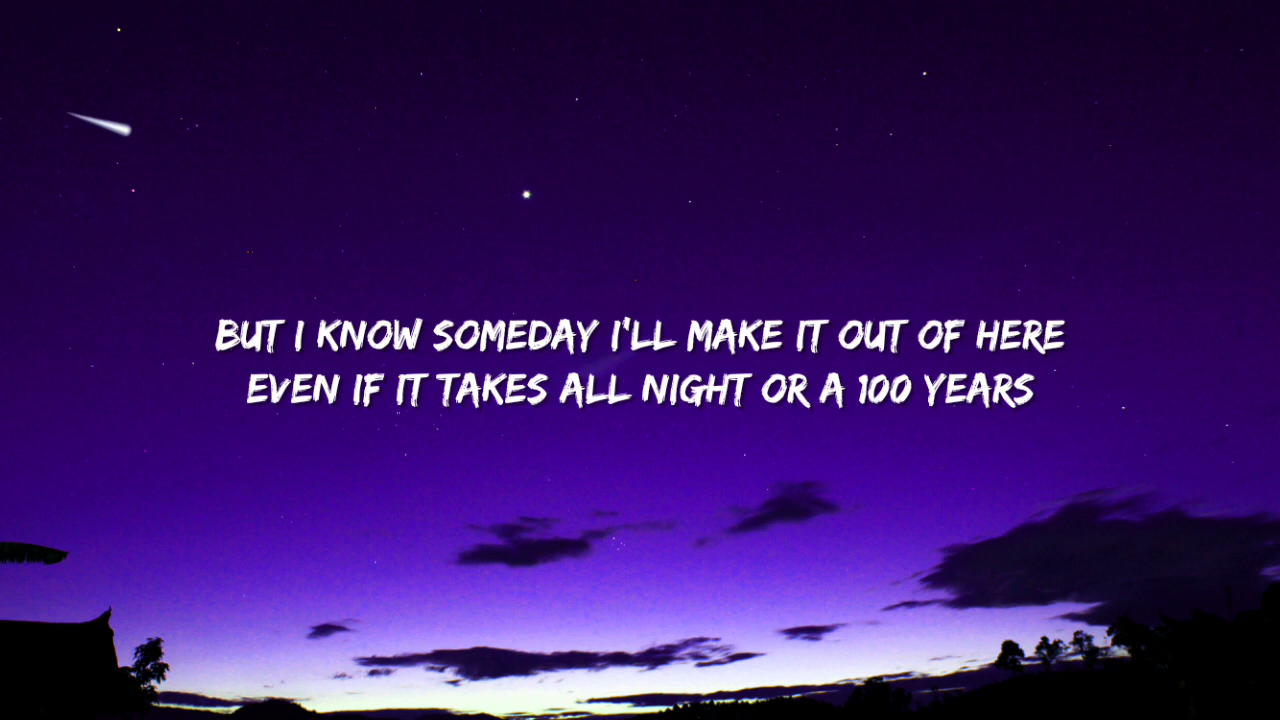 BUT I KNOW SOMEDAY I'LL MAKE IT OUT OF HERE
EVEN IF IT TAKES ALL NIGHT OR A 100 YEARS